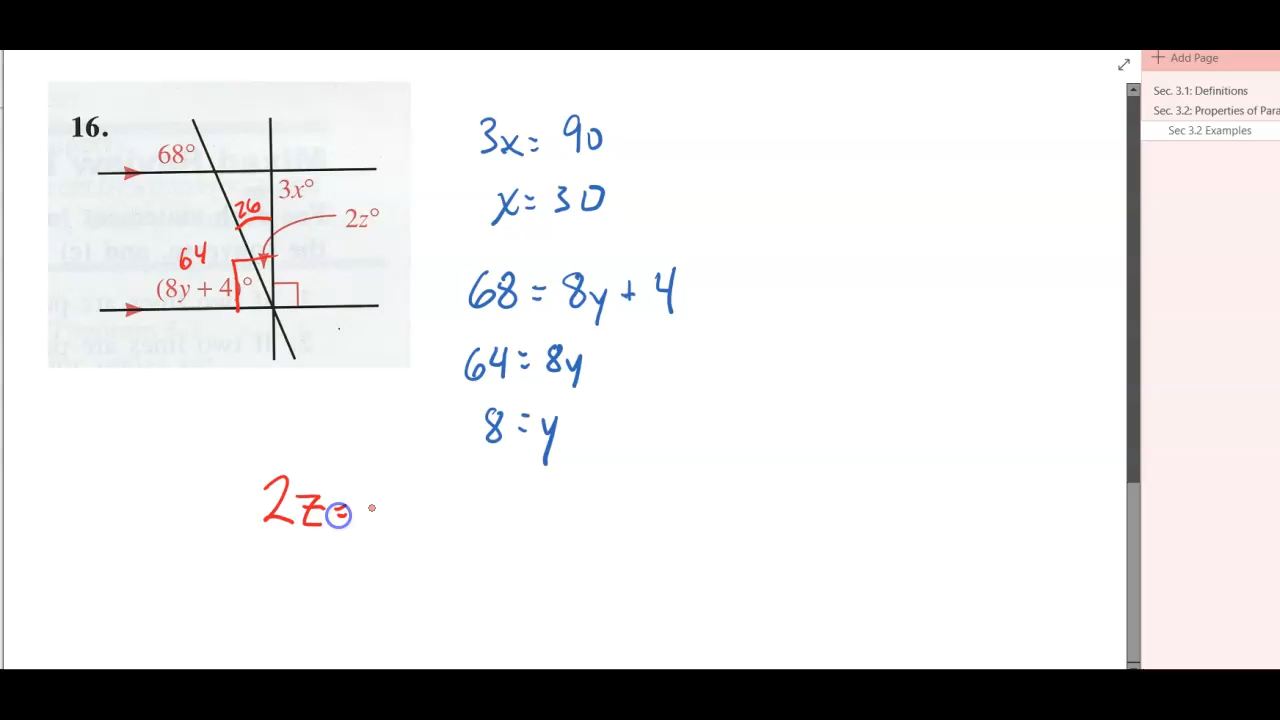 Add Page
Sec. 3.1: Definitions
Sec. 3.2: Properties of Para
Sec 3.2 Examples
16.
68°
3x°
26
2z°
64
(8y + 4)°
3x = 90
x = 30
68 = 8y + 4
64 = 8y
8 = y
2z =